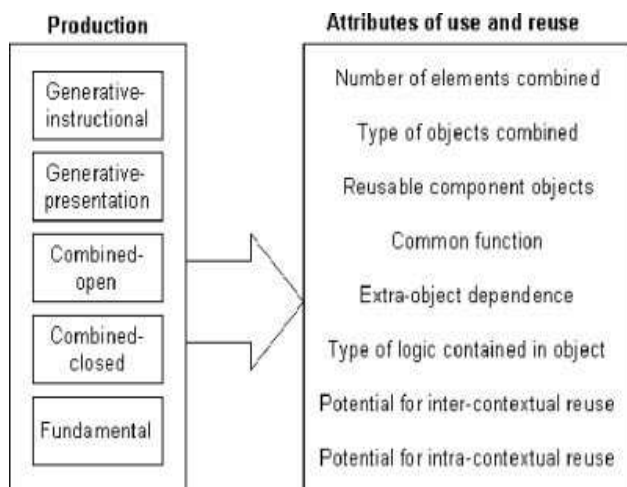 Production
Generative-
instructional
Generative-
presentation
Combined-
open
Combined-
closed
Fundamental
Attributes of use and reuse
Number of elements combined
Type of objects combined
Reusable component objects
Common function
Extra-object dependence
Type of logic contained in object
Potential for inter-contextual reuse
Potential for intra-contextual reuse